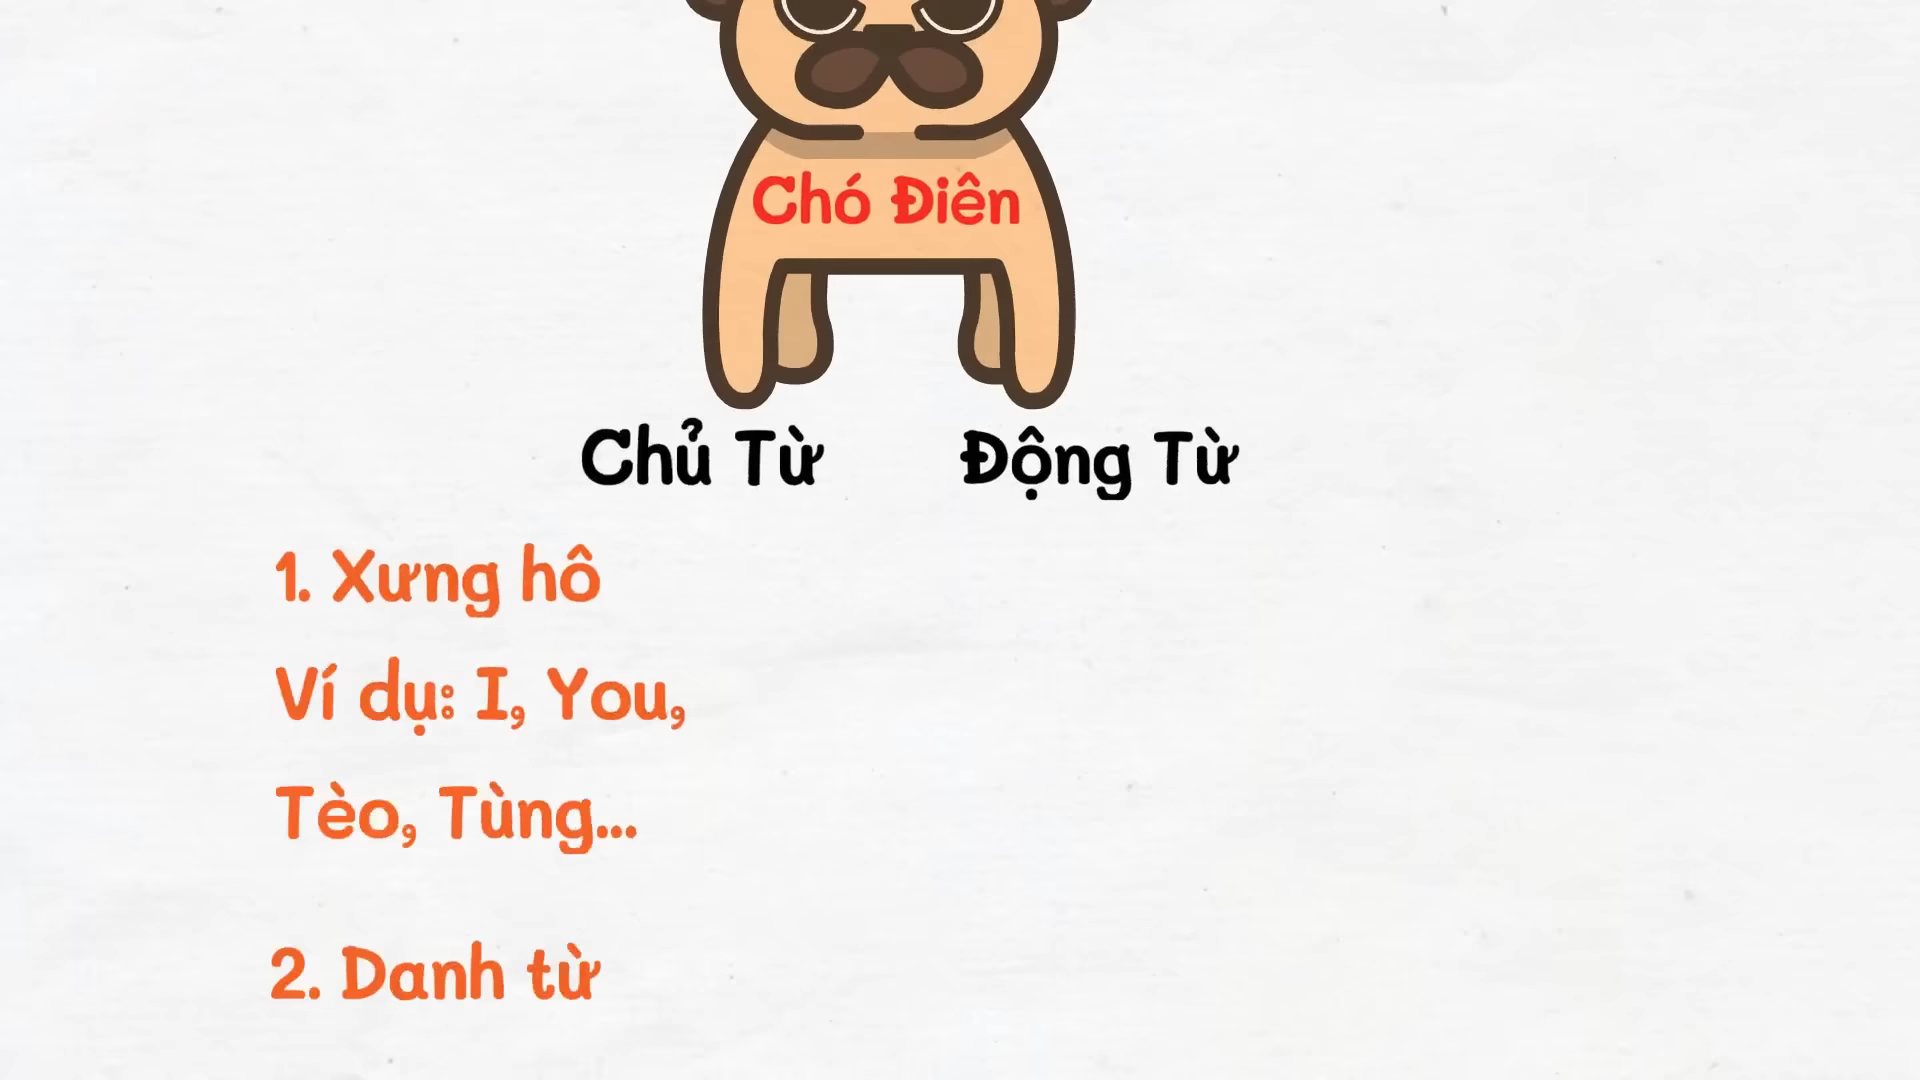 Chó Điên
Chủ Từ Động Từ
1. Xưng hô
Ví dụ: I, You,
Tèo, Tùng...
2. Danh từ